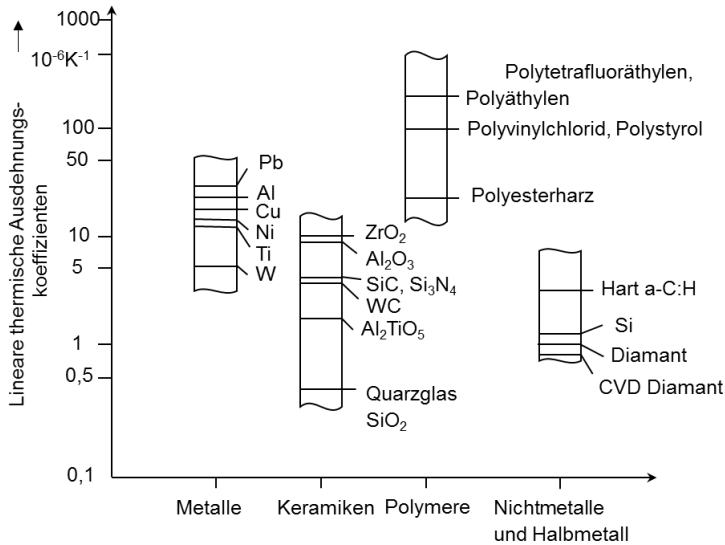 1000
10⁻⁶K⁻¹
100
50
10
5
1
0,5
0,1
Lineare thermische Ausdehnungs-
koeffizienten
Pb
Al
Cu
Ni
Ti
W
ZrO₂
Al₂O₃
SiC, Si₃N₄
WC
Al₂TiO₅
Quarzglas
SiO₂
Polytetrafluoräthylen,
Polyäthylen
Polyvinylchlorid, Polystyrol
Polyesterharz
Hart a-C:H
Si
Diamant
CVD Diamant
Metalle
Keramiken
Polymere
Nichtmetalle
und Halbmetall